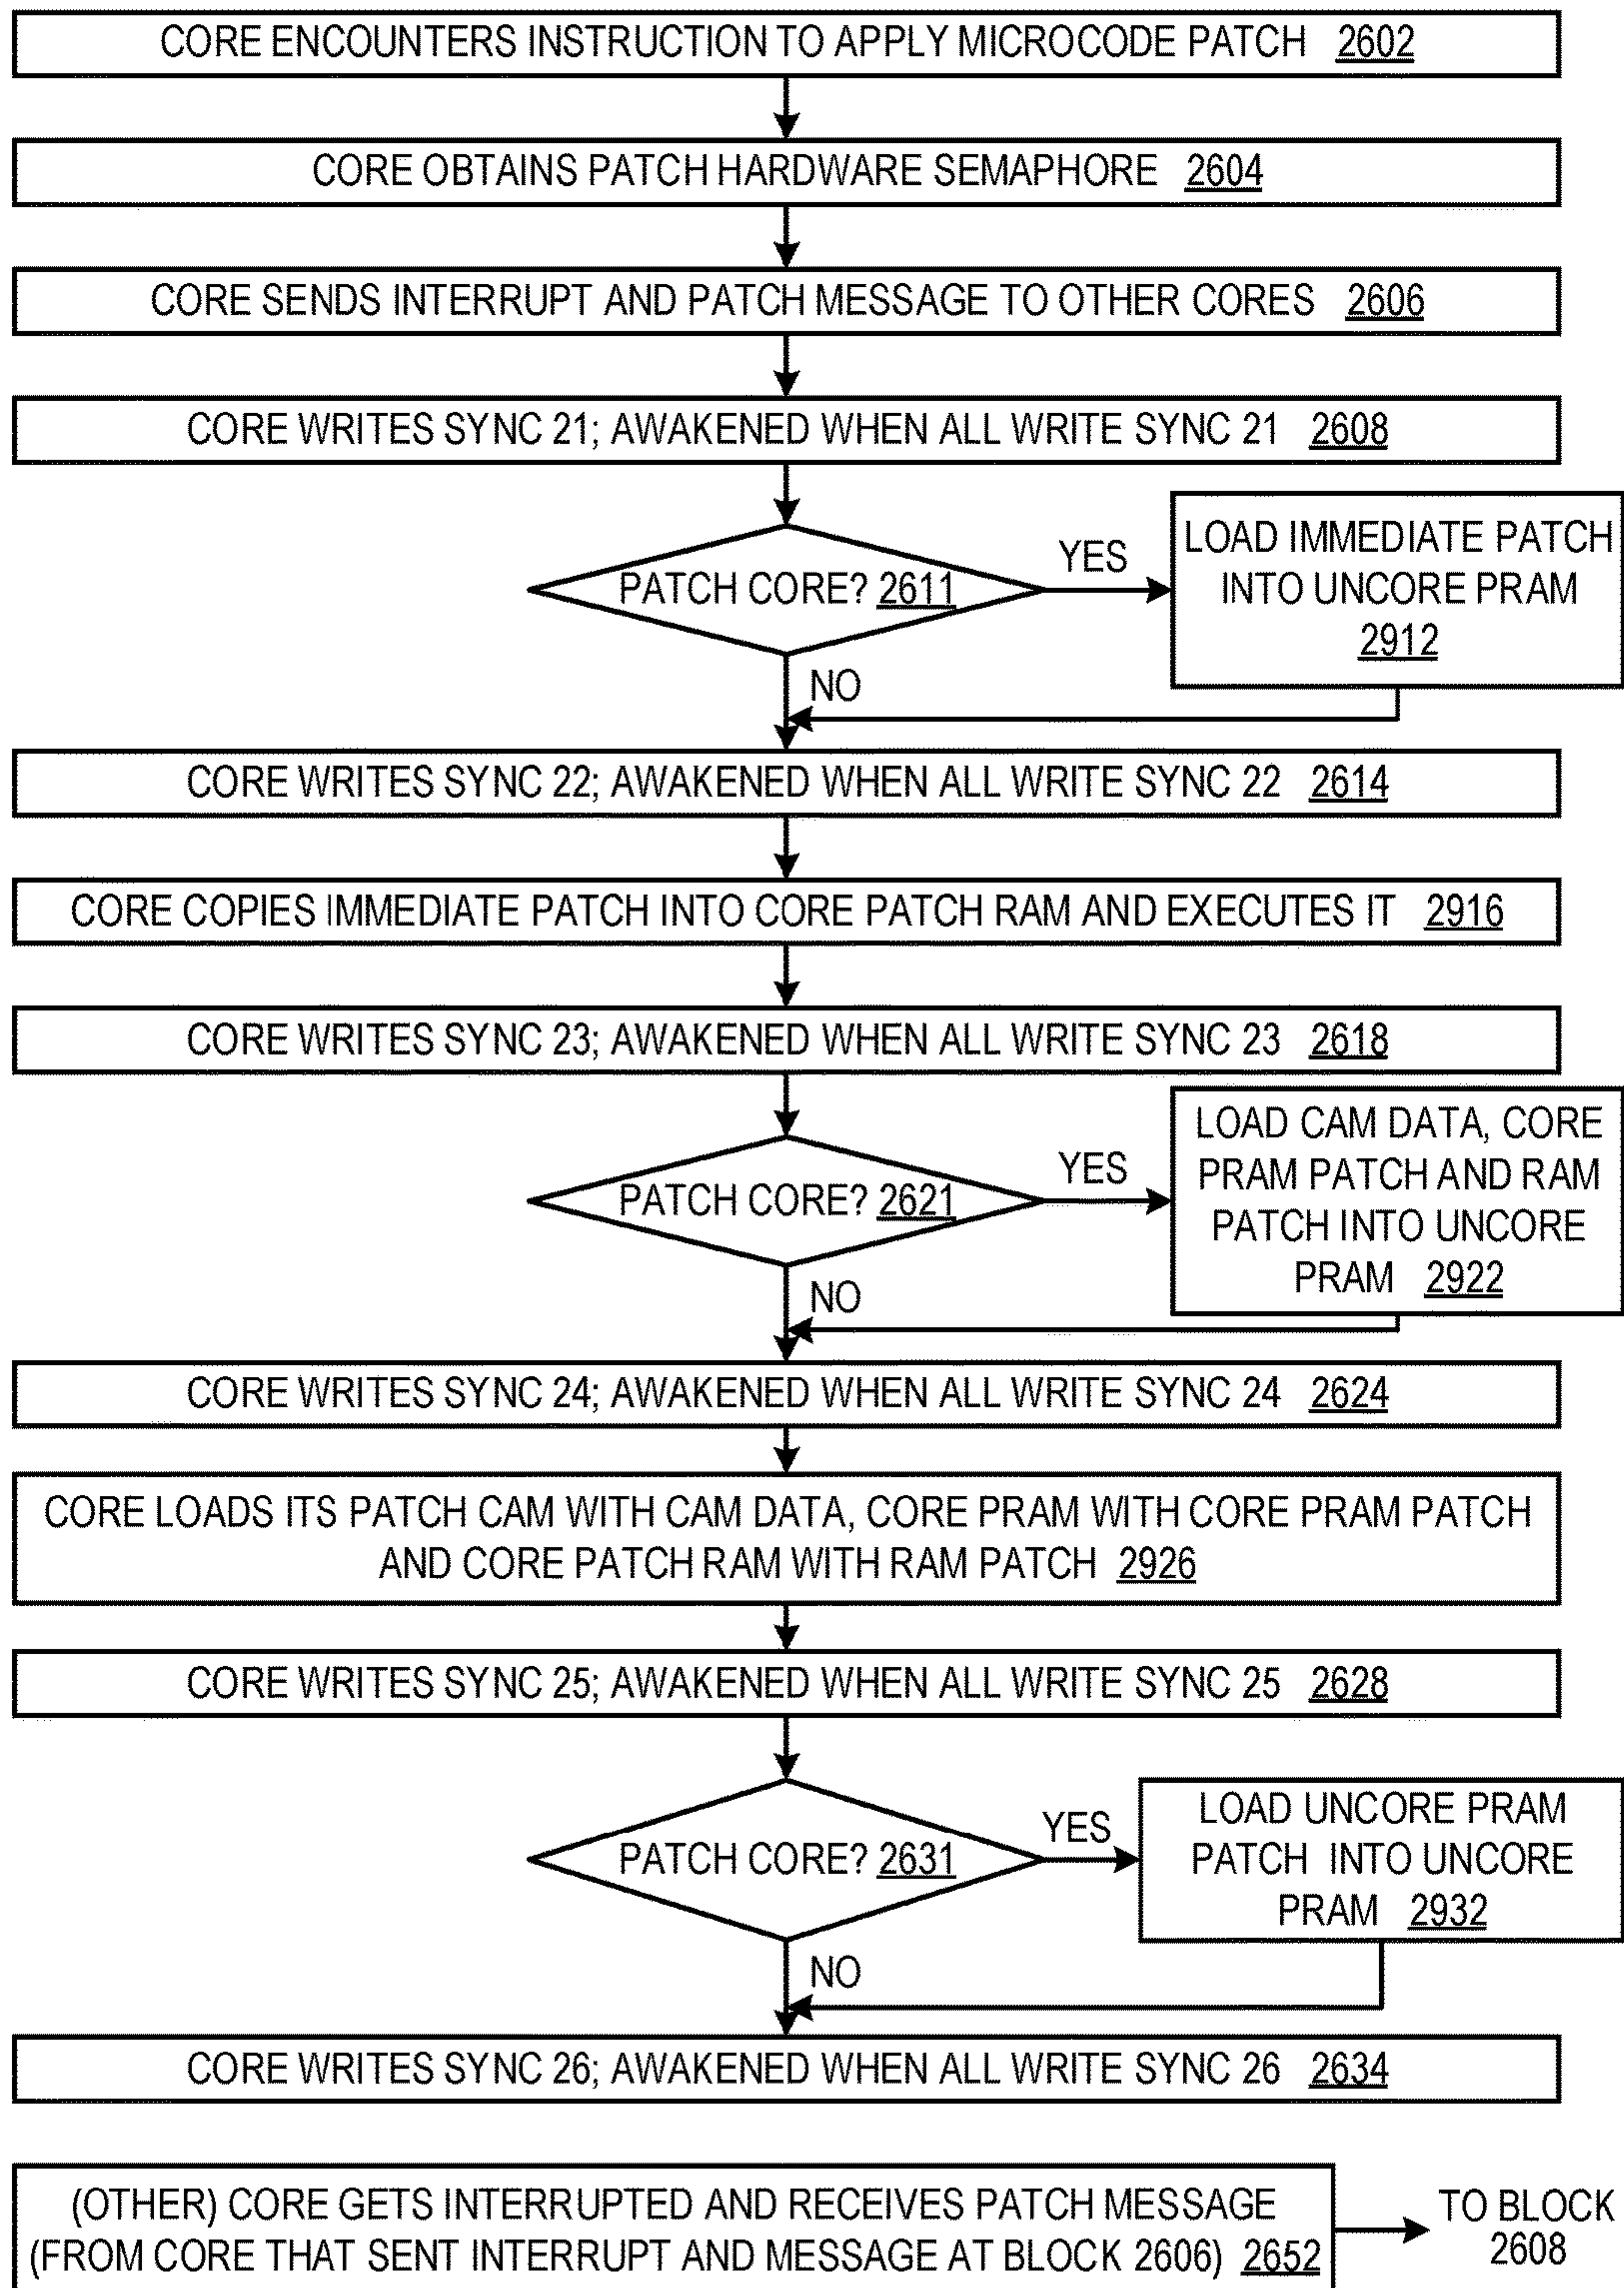 CORE ENCOUNTERS INSTRUCTION TO APPLY MICROCODE PATCH 2602
CORE OBTAINS PATCH HARDWARE SEMAPHORE 2604
CORE SENDS INTERRUPT AND PATCH MESSAGE TO OTHER CORES 2606
CORE WRITES SYNC 21; AWAKENED WHEN ALL WRITE SYNC 21 2608
PATCH CORE? 2611
YES
LOAD IMMEDIATE PATCH
INTO UNCORE PRAM
2912
NO
CORE WRITES SYNC 22; AWAKENED WHEN ALL WRITE SYNC 22 2614
CORE COPIES IMMEDIATE PATCH INTO CORE PATCH RAM AND EXECUTES IT 2916
CORE WRITES SYNC 23; AWAKENED WHEN ALL WRITE SYNC 23 2618
PATCH CORE? 2621
YES
LOAD CAM DATA, CORE
PRAM PATCH AND RAM
PATCH INTO UNCORE
PRAM 2922
NO
CORE WRITES SYNC 24; AWAKENED WHEN ALL WRITE SYNC 24 2624
CORE LOADS ITS PATCH CAM WITH CAM DATA, CORE PRAM WITH CORE PRAM PATCH
AND CORE PATCH RAM WITH RAM PATCH 2926
CORE WRITES SYNC 25; AWAKENED WHEN ALL WRITE SYNC 25 2628
PATCH CORE? 2631
YES
LOAD UNCORE PRAM
PATCH INTO UNCORE
PRAM 2932
NO
CORE WRITES SYNC 26; AWAKENED WHEN ALL WRITE SYNC 26 2634
(OTHER) CORE GETS INTERRUPTED AND RECEIVES PATCH MESSAGE
(FROM CORE THAT SENT INTERRUPT AND MESSAGE AT BLOCK 2606) 2652
TO BLOCK
2608